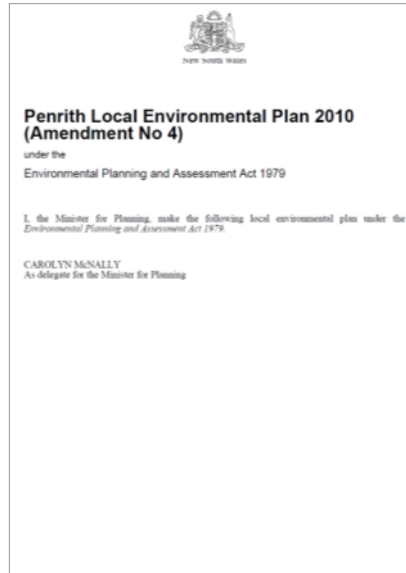 New South Wales
Penrith Local Environmental Plan 2010
(Amendment No 4)
under the
Environmental Planning and Assessment Act 1979
I, the Minister for Planning, make the following local environmental plan under the
Environmental Planning and Assessment Act 1979.
CAROLYN McNALLY
As delegate for the Minister for Planning